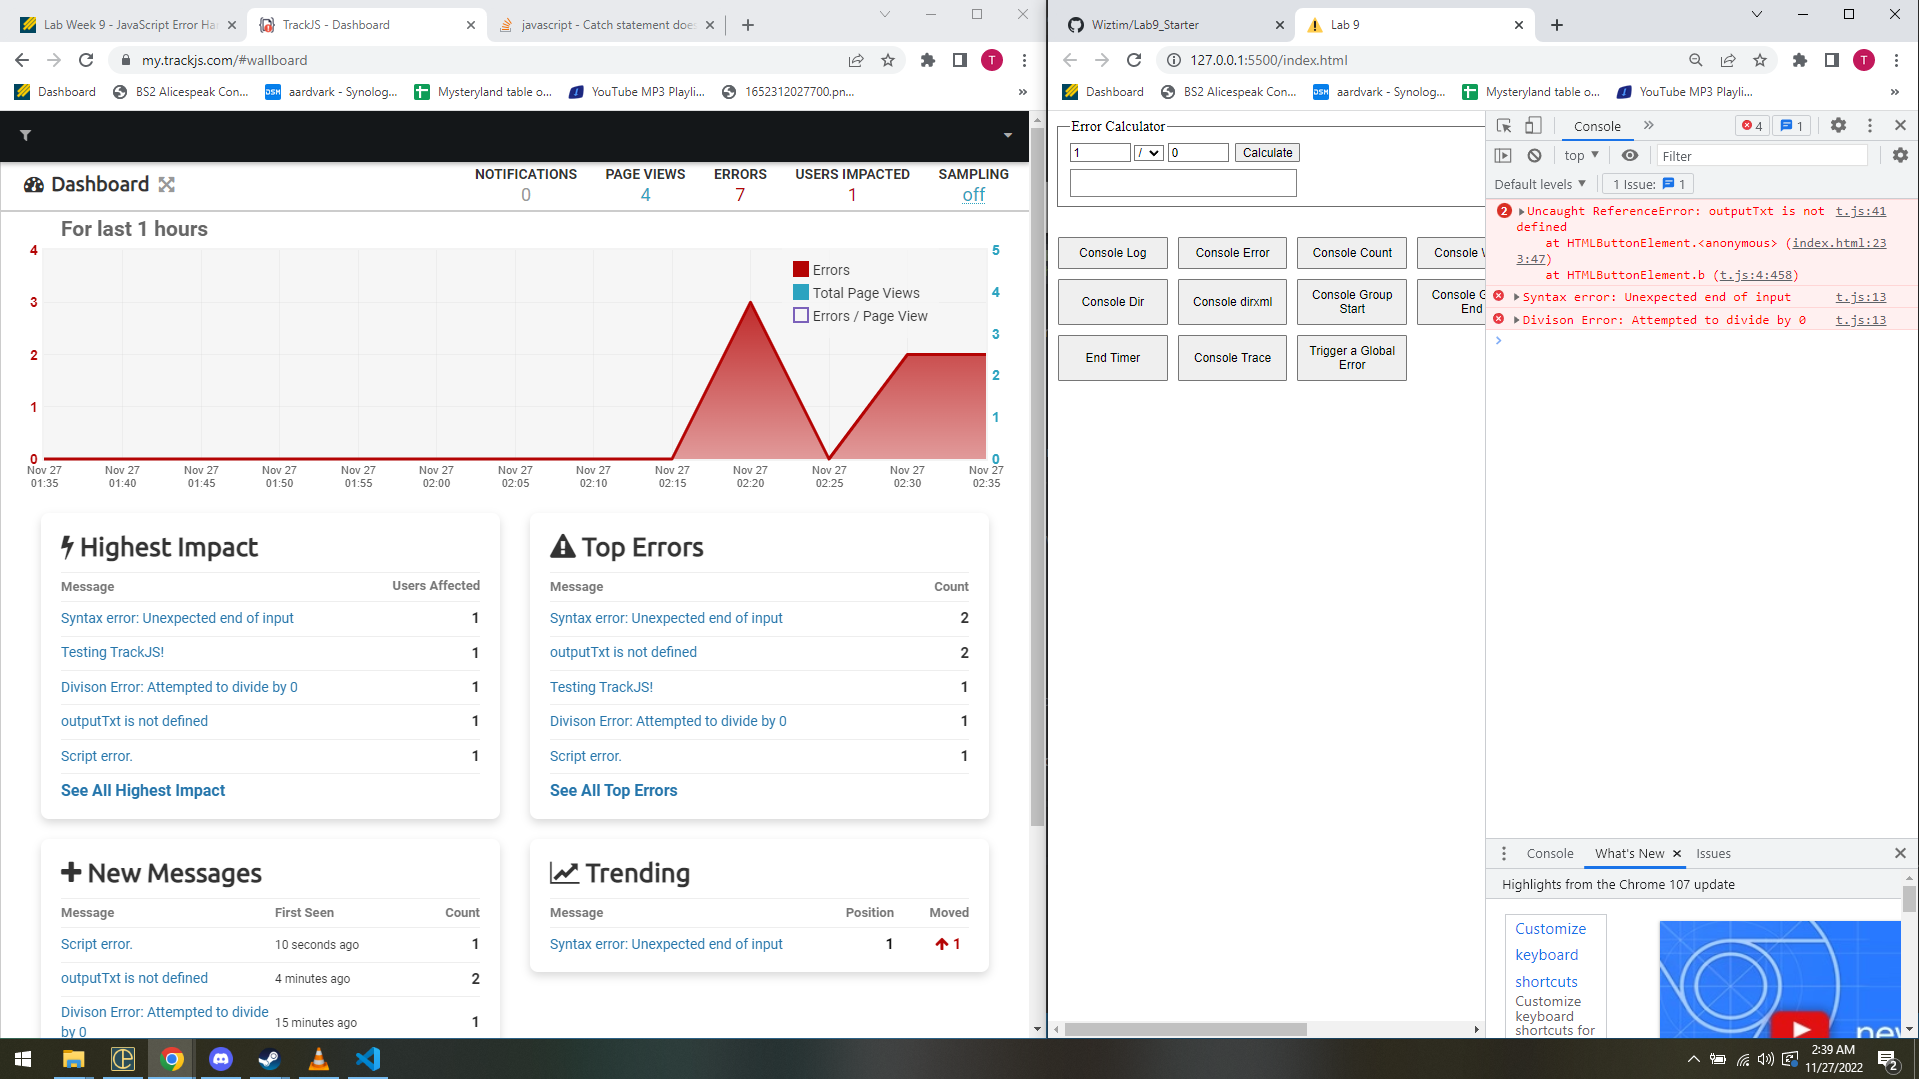 Lab Week 9 - JavaScript Error Ha
TrackJS - Dashboard
javascript - Catch statement doe
my.trackjs.com/#wallboard
T
Dashboard
BS2 Alicespeak Con...
aardvark - Synolog...
Mysteryland table o...
YouTube MP3 Playli...
1652312027700.pn...
»
Dashboard
NOTIFICATIONS
0
PAGE VIEWS
4
ERRORS
7
USERS IMPACTED
1
SAMPLING
off
For last 1 hours
4
3
2
1
0
5
4
3
2
1
0
Errors
Total Page Views
Errors / Page View
Nov 27
01:35
Nov 27
01:40
Nov 27
01:45
Nov 27
01:50
Nov 27
01:55
Nov 27
02:00
Nov 27
02:05
Nov 27
02:10
Nov 27
02:15
Nov 27
02:20
Nov 27
02:25
Nov 27
02:30
Nov 27
02:35
Highest Impact
Message Users Affected
Syntax error: Unexpected end of input 1
Testing TrackJS! 1
Divison Error: Attempted to divide by 0 1
outputTxt is not defined 1
Script error. 1
See All Highest Impact
Top Errors
Message Count
Syntax error: Unexpected end of input 2
outputTxt is not defined 2
Testing TrackJS! 1
Divison Error: Attempted to divide by 0 1
Script error. 1
See All Top Errors
New Messages
Message First Seen Count
Script error. 10 seconds ago 1
outputTxt is not defined 4 minutes ago 2
Divison Error: Attempted to divide
by 0 15 minutes ago 1
Trending
Message Position Moved
Syntax error: Unexpected end of input 1 1
Wiztim/Lab9_Starter
Lab 9
127.0.0.1:5500/index.html
T
Dashboard
BS2 Alicespeak Con...
aardvark - Synolog...
Mysteryland table o...
YouTube MP3 Playli...
»
Error Calculator
1 / 0 Calculate
Console Log
Console Error
Console Count
Console W
Console Dir
Console dirxml
Console Group
Start
Console G
End
End Timer
Console Trace
Trigger a Global
Error
Console
»
4
1
top
Filter
Default levels
1 Issue: 1
2 Uncaught ReferenceError: outputTxt is not t.js:41
defined
at HTMLButtonElement.<anonymous> (index.html:23
3:47)
at HTMLButtonElement.b (t.js:4:458)
Syntax error: Unexpected end of input t.js:13
Divison Error: Attempted to divide by 0 t.js:13
Console
What's New
Issues
Highlights from the Chrome 107 update
Customize
keyboard
shortcuts
Customize
keyboard
shortcuts for
new
DSM
DSM
2:39 AM
11/27/2022
2